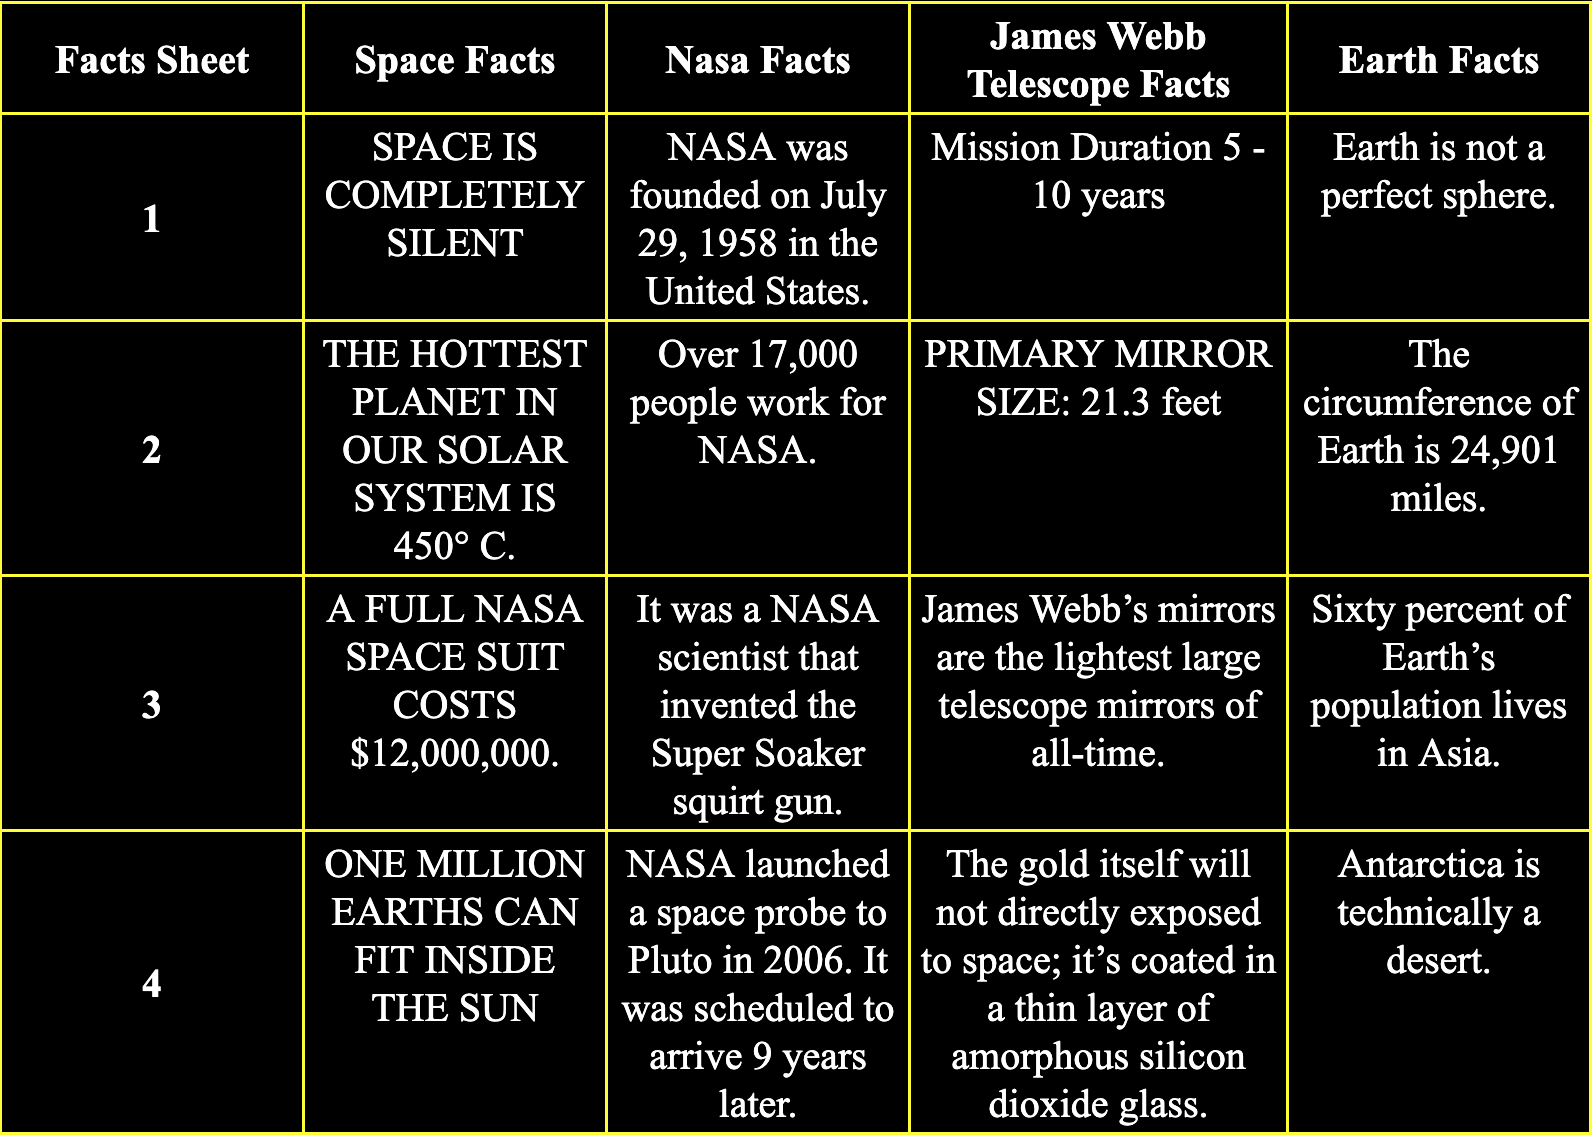 Facts Sheet
Space Facts
Nasa Facts
James Webb
Telescope Facts
Earth Facts
1
SPACE IS
COMPLETELY
SILENT
NASA was
founded on July
29, 1958 in the
United States.
Mission Duration 5 -
10 years
Earth is not a
perfect sphere.
2
THE HOTTEST
PLANET IN
OUR SOLAR
SYSTEM IS
450° C.
Over 17,000
people work for
NASA.
PRIMARY MIRROR
SIZE: 21.3 feet
The
circumference of
Earth is 24,901
miles.
3
A FULL NASA
SPACE SUIT
COSTS
$12,000,000.
It was a NASA
scientist that
invented the
Super Soaker
squirt gun.
James Webb’s mirrors
are the lightest large
telescope mirrors of
all-time.
Sixty percent of
Earth’s
population lives
in Asia.
4
ONE MILLION
EARTHS CAN
FIT INSIDE
THE SUN
NASA launched
a space probe to
Pluto in 2006. It
was scheduled to
arrive 9 years
later.
The gold itself will
not directly exposed
to space; it’s coated in
a thin layer of
amorphous silicon
dioxide glass.
Antarctica is
technically a
desert.